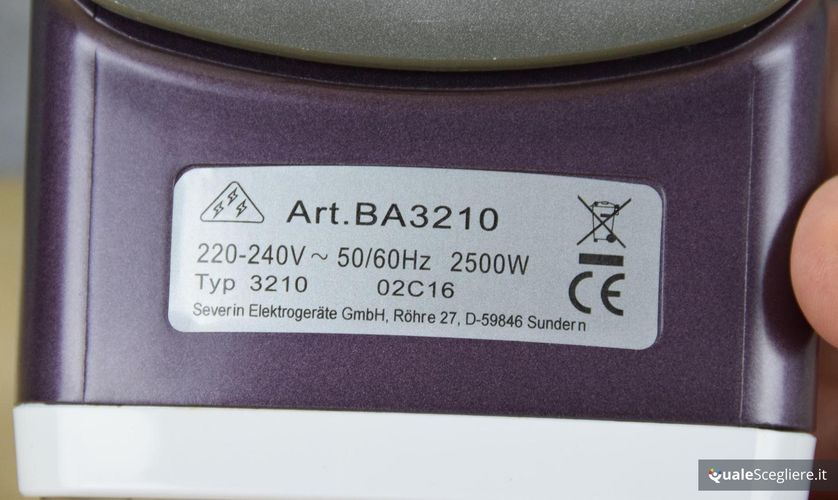 Art.BA3210
220-240V ~ 50/60Hz 2500W
Typ 3210 02C16
CE
Severin Elektrogeräte GmbH, Röhre 27, D-59846 Sundern
QualeScegliere.it